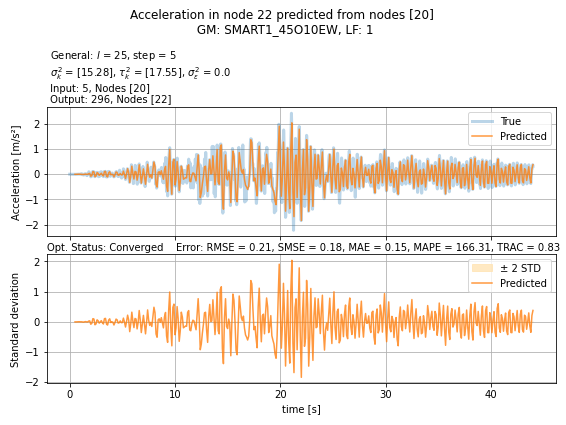 Acceleration in node 22 predicted from nodes [20]
GM: SMART1_45O10EW, LF: 1
General: l = 25, step = 5
σ²ₖ = [15.28], τ²ₖ = [17.55], σ²ε = 0.0
Input: 5, Nodes [20]
Output: 296, Nodes [22]
Acceleration [m/s²]
2
1
0
−1
−2
True
Predicted
Opt. Status: Converged Error: RMSE = 0.21, SMSE = 0.18, MAE = 0.15, MAPE = 166.31, TRAC = 0.83
Standard deviation
2
1
0
−1
−2
± 2 STD
Predicted
0 10 20 30 40
time [s]